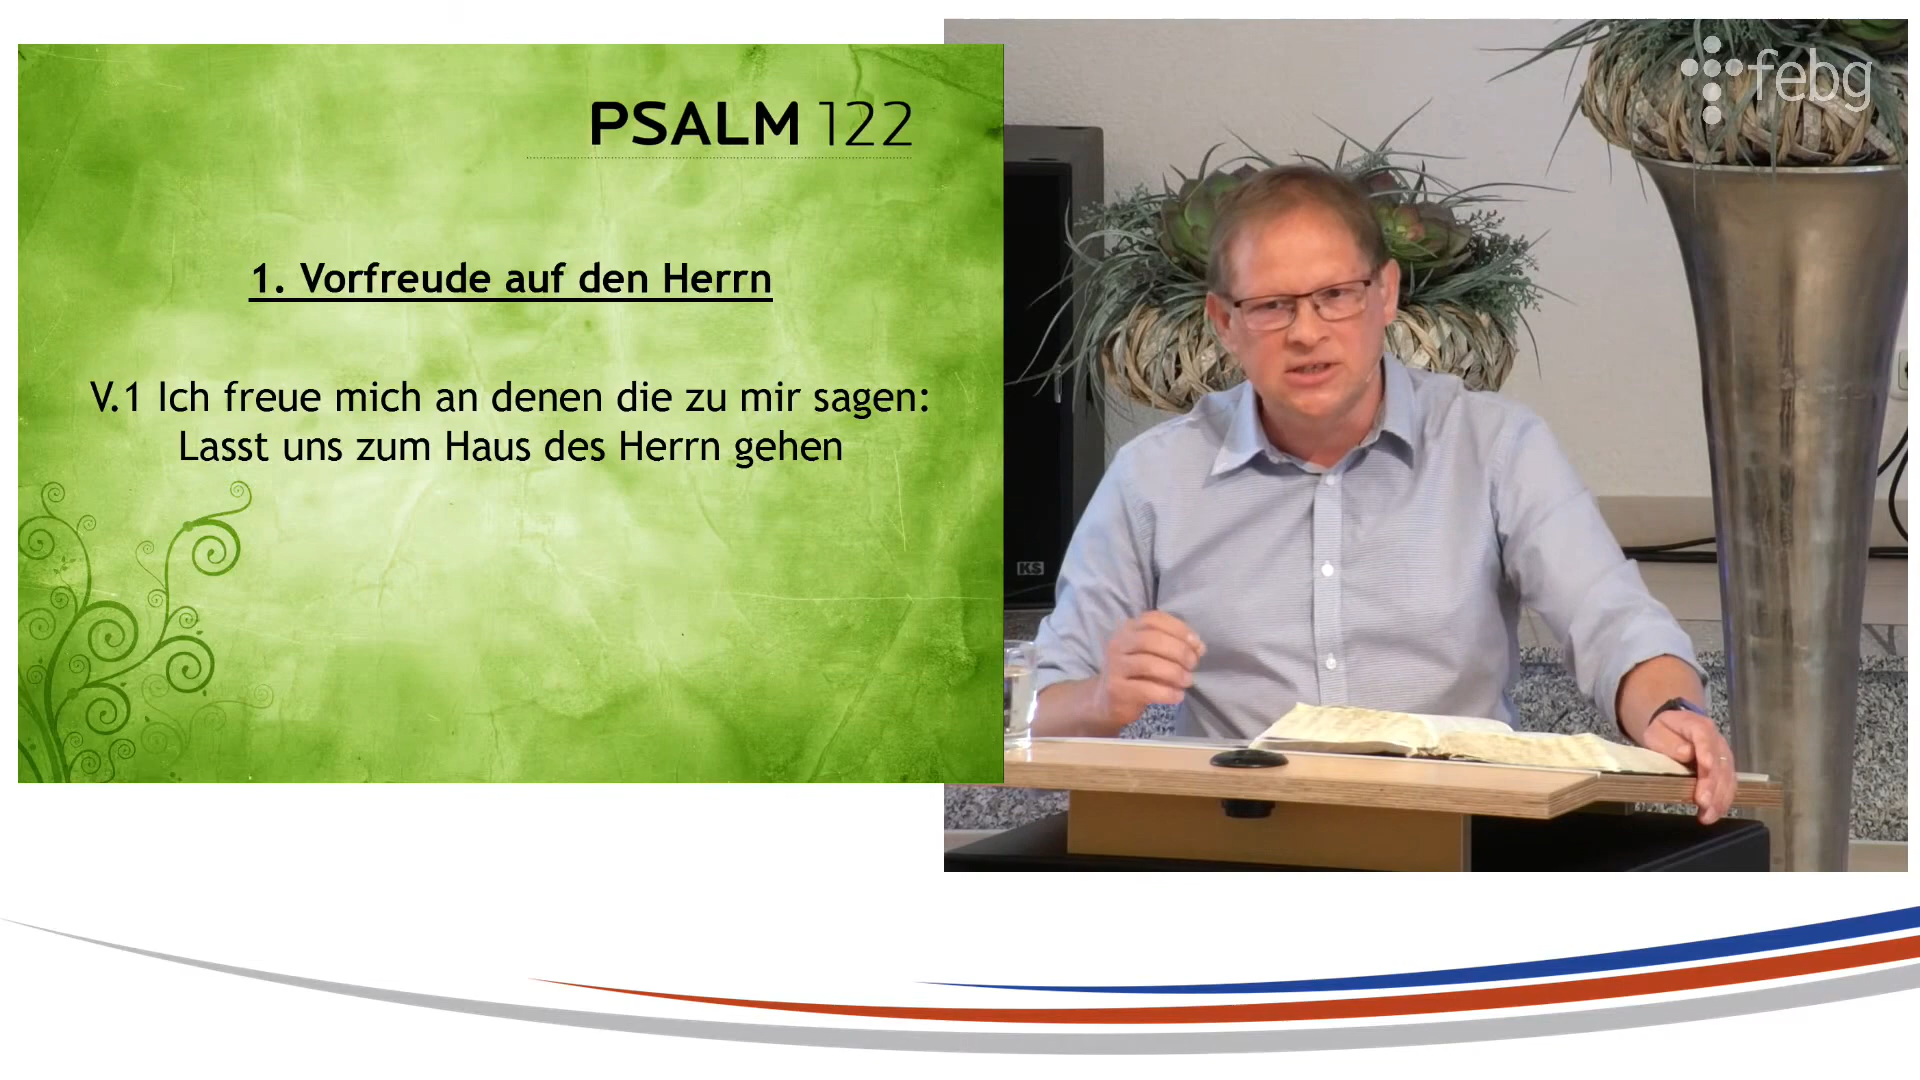 PSALM 122
1. Vorfreude auf den Herrn
V.1 Ich freue mich an denen die zu mir sagen:
Lasst uns zum Haus des Herrn gehen
febg
KS